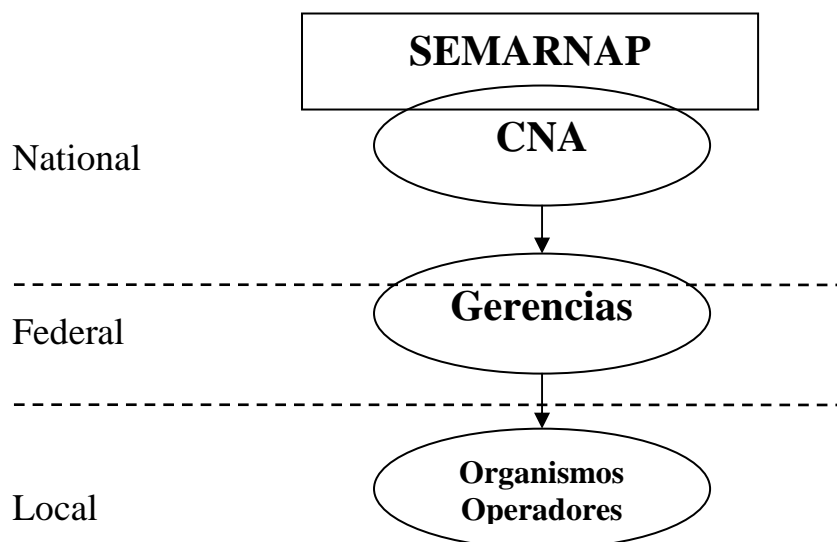 SEMARNAP
CNA
National
Gerencias
Federal
Organismos
Operadores
Local